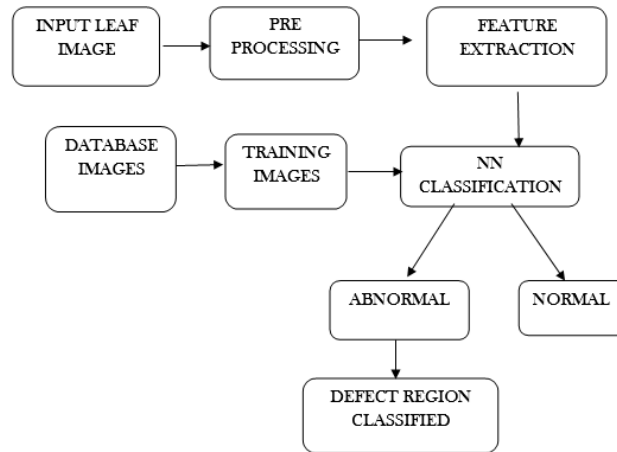 INPUT LEAF
IMAGE
PRE
PROCESSING
FEATURE
EXTRACTION
DATABASE
IMAGES
TRAINING
IMAGES
NN
CLASSIFICATION
ABNORMAL
NORMAL
DEFECT REGION
CLASSIFIED